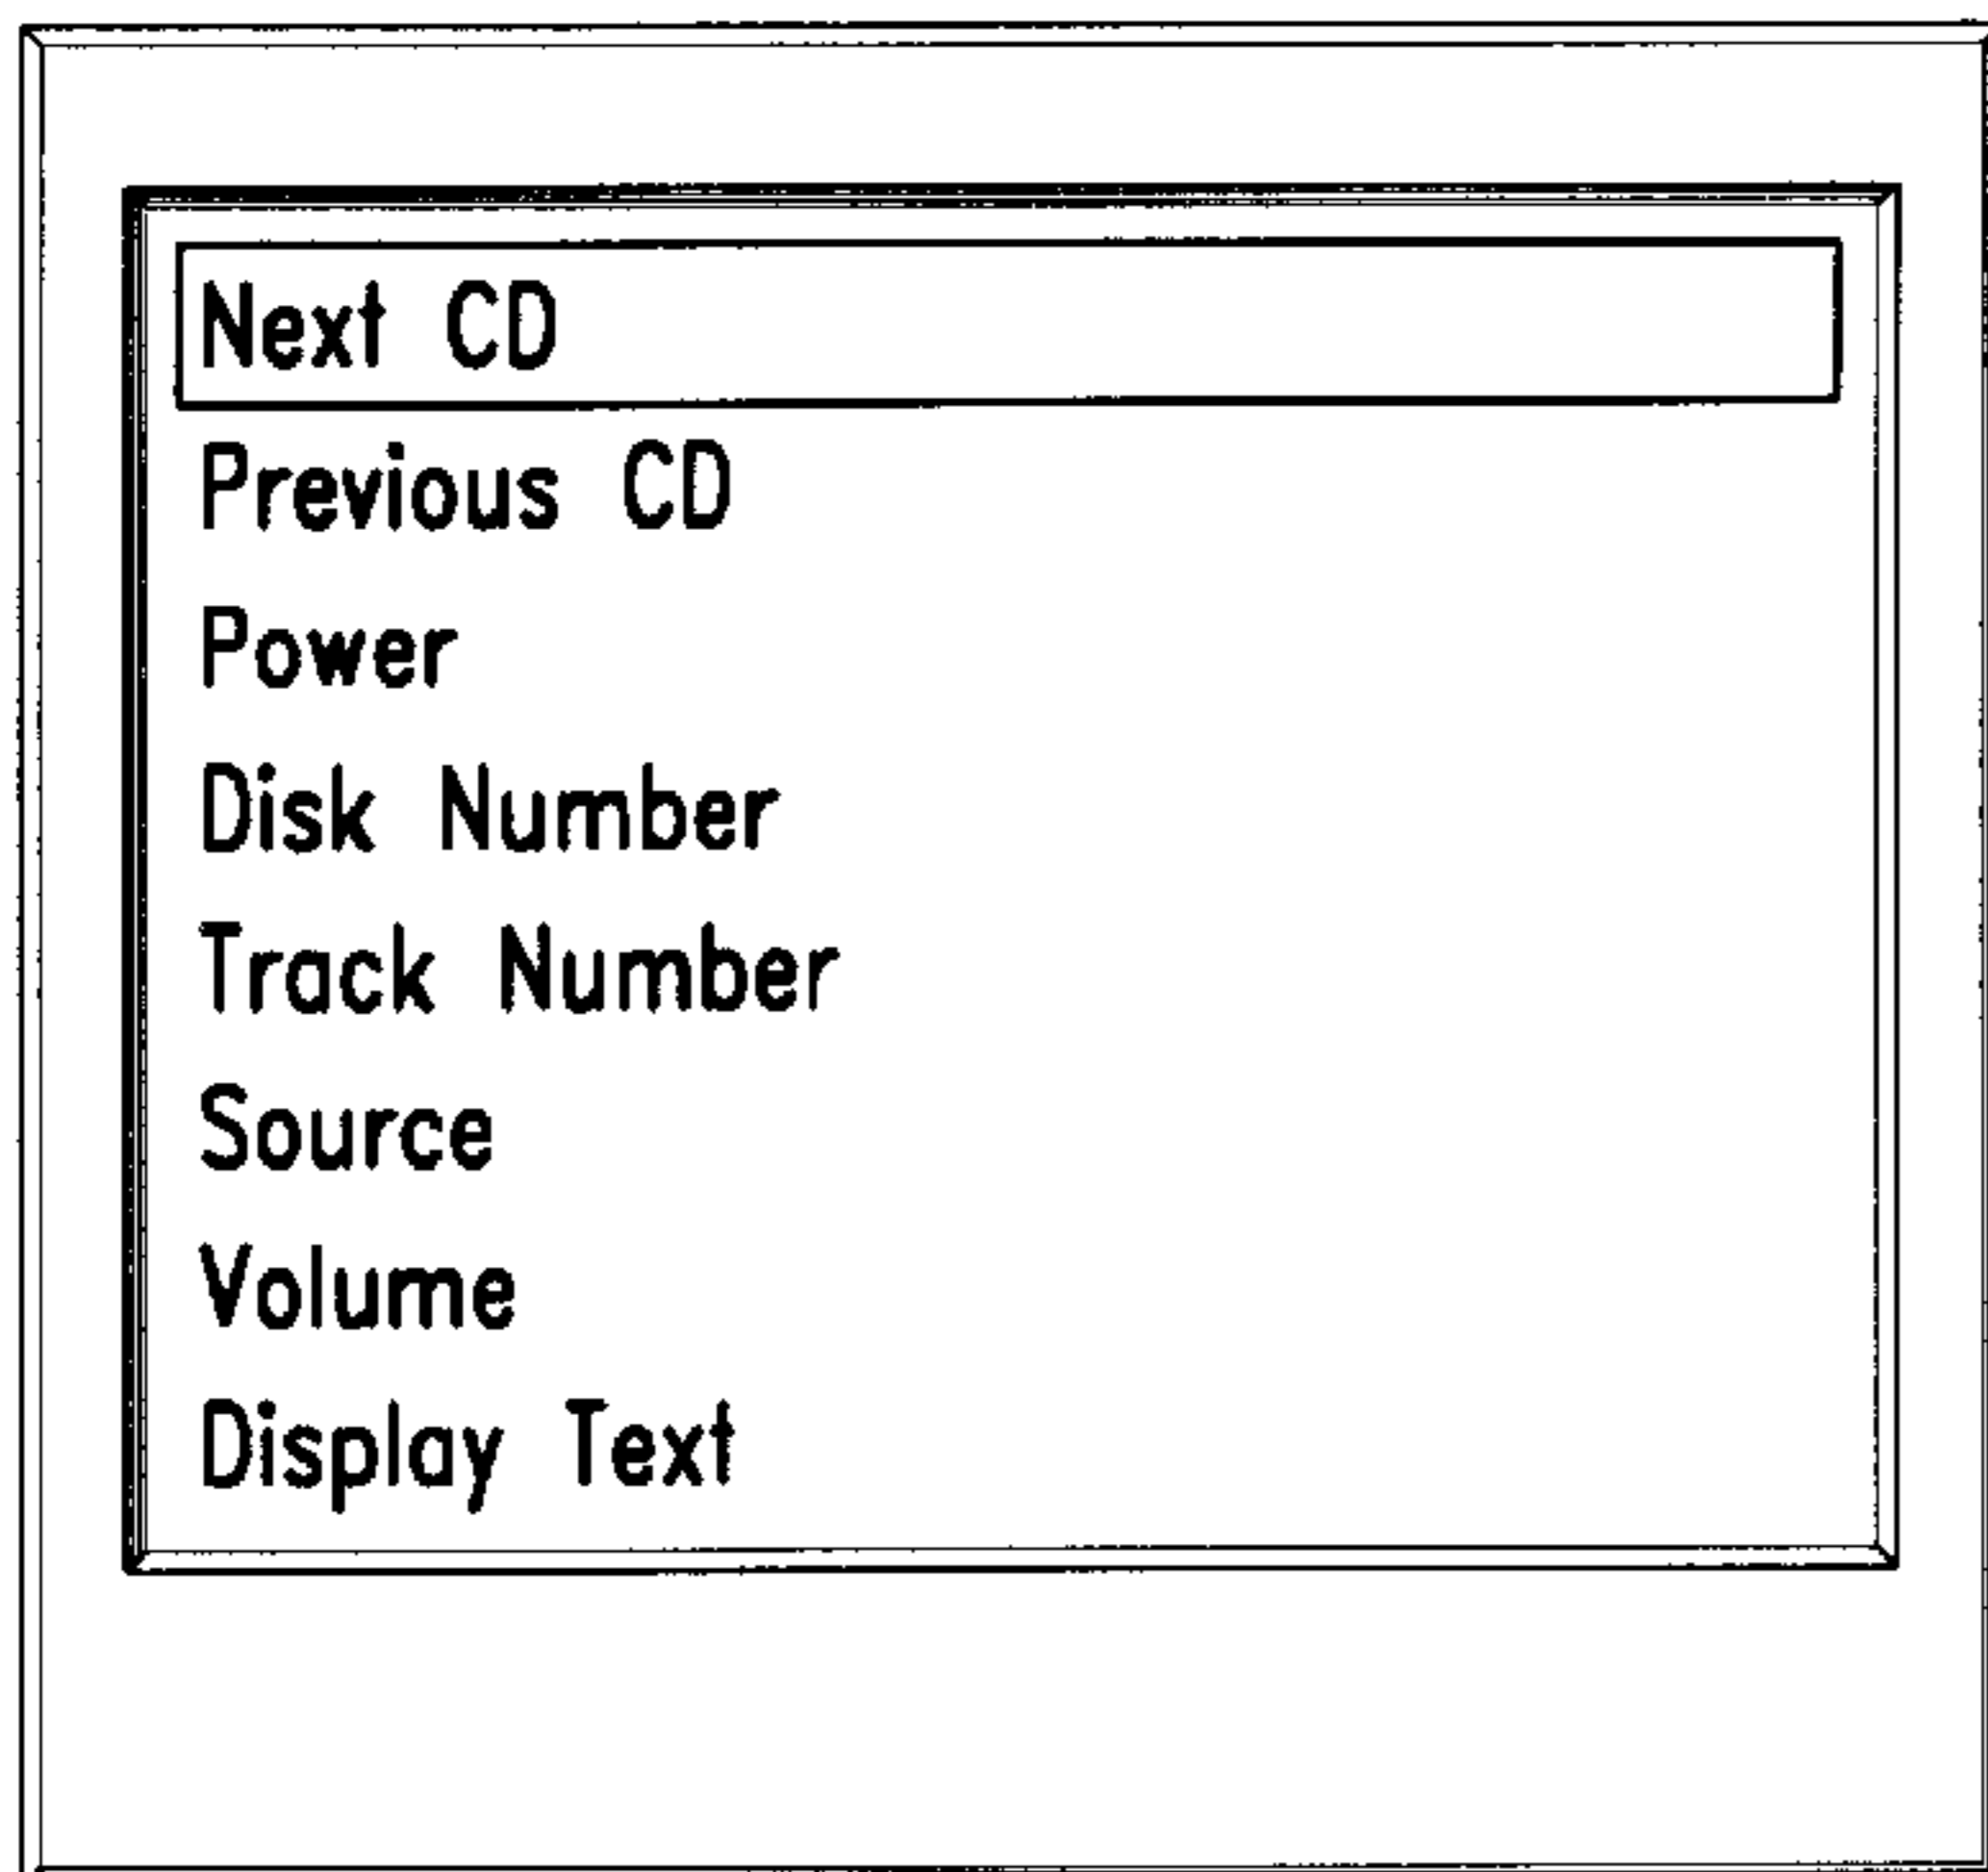 Next CD
Previous CD
Power
Disk Number
Track Number
Source
Volume
Display Text